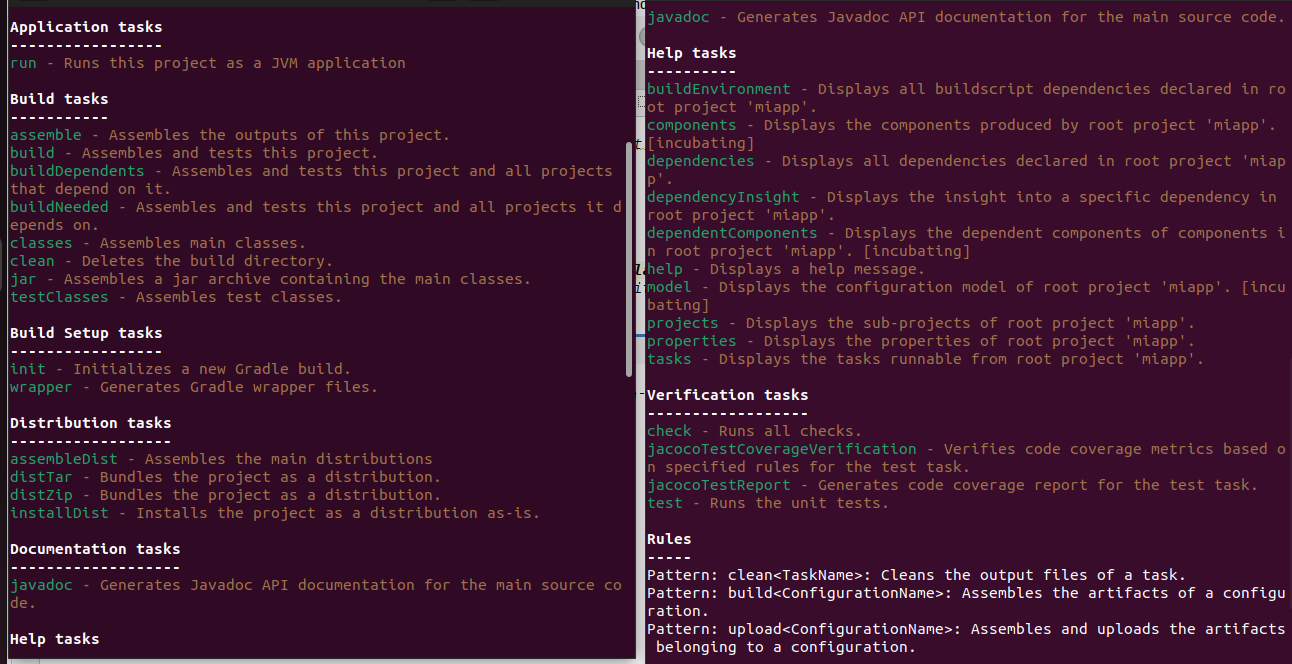 Application tasks
-----------------
run - Runs this project as a JVM application
Build tasks
-----------
assemble - Assembles the outputs of this project.
build - Assembles and tests this project.
buildDependents - Assembles and tests this project and all projects
that depend on it.
buildNeeded - Assembles and tests this project and all projects it d
epends on.
classes - Assembles main classes.
clean - Deletes the build directory.
jar - Assembles a jar archive containing the main classes.
testClasses - Assembles test classes.
Build Setup tasks
-----------------
init - Initializes a new Gradle build.
wrapper - Generates Gradle wrapper files.
Distribution tasks
------------------
assembleDist - Assembles the main distributions
distTar - Bundles the project as a distribution.
distZip - Bundles the project as a distribution.
installDist - Installs the project as a distribution as-is.
Documentation tasks
-------------------
javadoc - Generates Javadoc API documentation for the main source co
de.
Help tasks
javadoc - Generates Javadoc API documentation for the main source code.
Help tasks
----------
buildEnvironment - Displays all buildscript dependencies declared in ro
ot project 'miapp'.
components - Displays the components produced by root project 'miapp'.
[incubating]
dependencies - Displays all dependencies declared in root project 'miap
p'.
dependencyInsight - Displays the insight into a specific dependency in
root project 'miapp'.
dependentComponents - Displays the dependent components of components i
n root project 'miapp'. [incubating]
help - Displays a help message.
model - Displays the configuration model of root project 'miapp'. [incu
bating]
projects - Displays the sub-projects of root project 'miapp'.
properties - Displays the properties of root project 'miapp'.
tasks - Displays the tasks runnable from root project 'miapp'.
Verification tasks
------------------
check - Runs all checks.
jacocoTestCoverageVerification - Verifies code coverage metrics based o
n specified rules for the test task.
jacocoTestReport - Generates code coverage report for the test task.
test - Runs the unit tests.
Rules
-----
Pattern: clean<TaskName>: Cleans the output files of a task.
Pattern: build<ConfigurationName>: Assembles the artifacts of a configu
ration.
Pattern: upload<ConfigurationName>: Assembles and uploads the artifacts
belonging to a configuration.